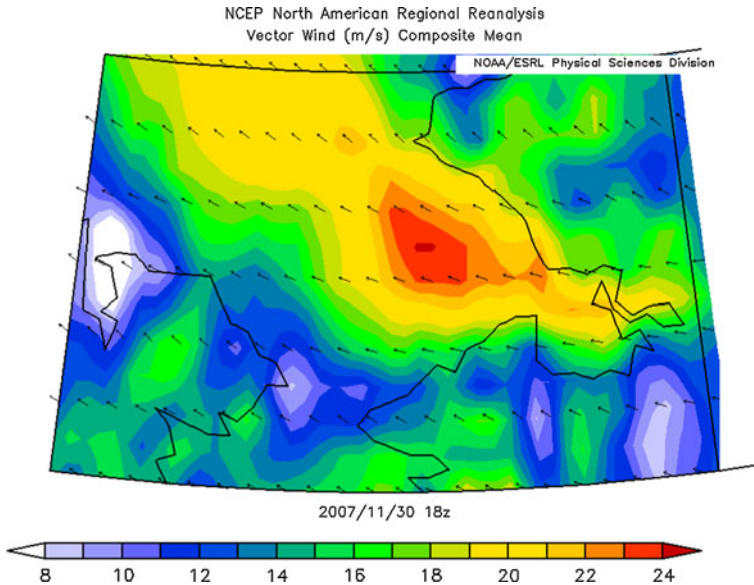 NCEP North American Regional Reanalysis
Vector Wind (m/s) Composite Mean
NOAA/ESRL Physical Sciences Division
2007/11/30 18z
8 10 12 14 16 18 20 22 24